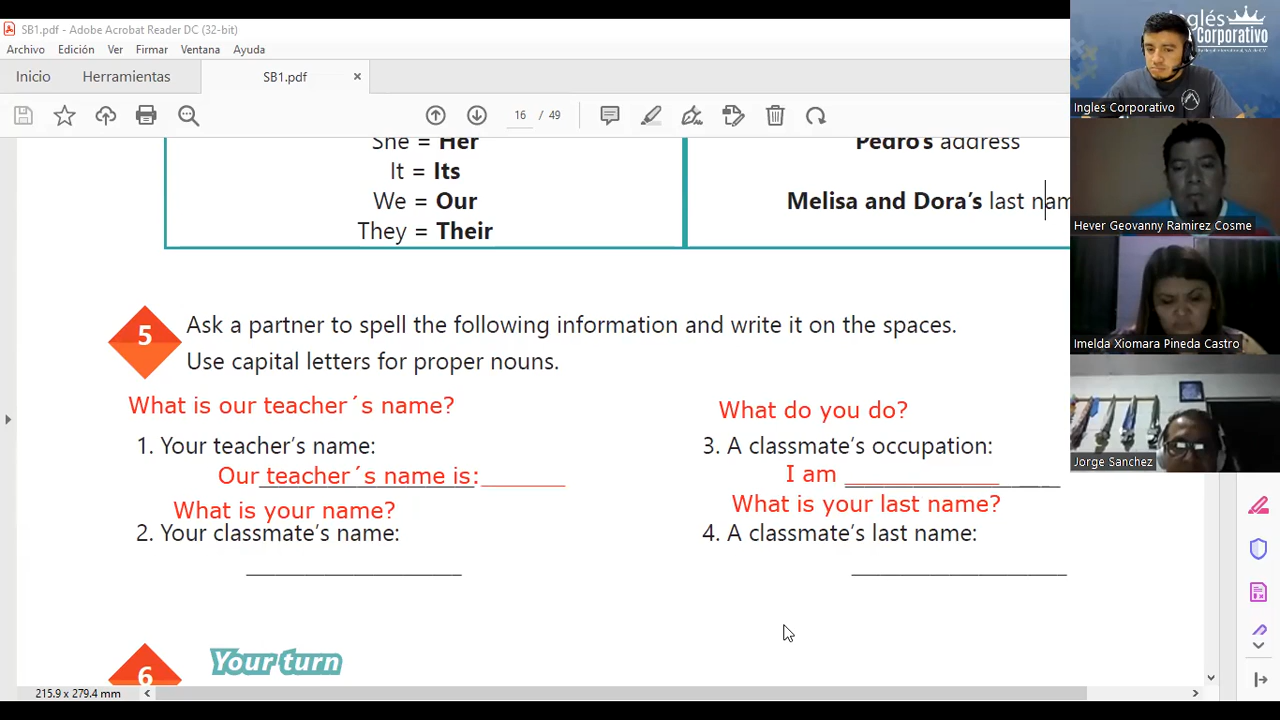 SB1.pdf - Adobe Acrobat Reader DC (32-bit)
Archivo Edición Ver Firmar Ventana Ayuda
Inicio Herramientas SB1.pdf ×
16 / 49
She = Her
It = Its
We = Our
They = Their
Pedro's address
Melisa and Dora's last nam
5
Ask a partner to spell the following information and write it on the spaces.
Use capital letters for proper nouns.
What is our teacher´s name?
1. Your teacher's name:
Our teacher´s name is:_______
What is your name?
2. Your classmate's name:
What do you do?
3. A classmate's occupation:
I am ____________
What is your last name?
4. A classmate's last name:
6
Your turn
215.9 x 279.4 mm
Inglés
Corporativo
Ingles Corporativo
Hever Geovanny Ramirez Cosme
Imelda Xiomara Pineda Castro
Jorge Sanchez